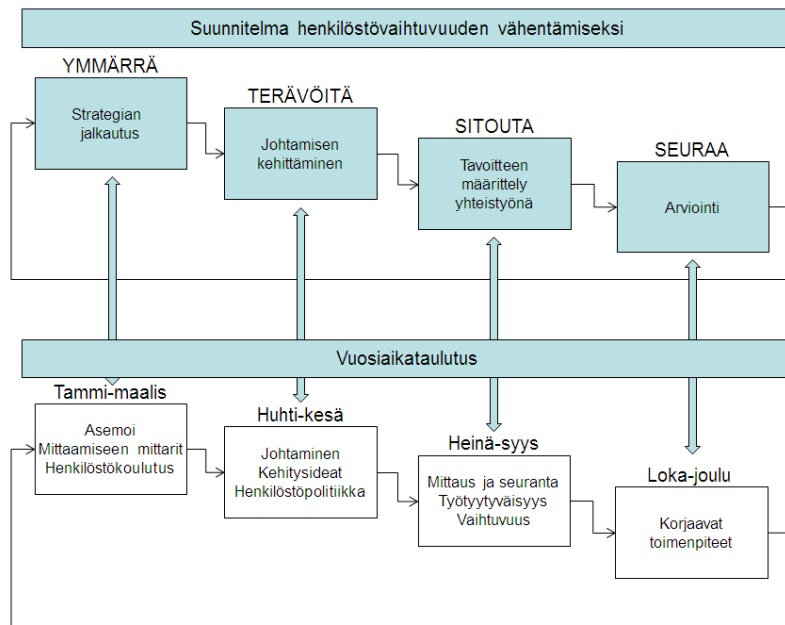 Suunnitelma henkilöstövaihtuvuuden vähentämiseksi
YMMÄRRÄ
Strategian
jalkautus
TERÄVÖITÄ
Johtamisen
kehittäminen
SITOUTA
Tavoitteen
määrittely
yhteistyönä
SEURAA
Arviointi
Vuosiaikataulutus
Tammi-maalis
Asemoi
Mittaamiseen mittarit
Henkilöstökoulutus
Huhti-kesä
Johtaminen
Kehitysideat
Henkilöstöpolitiikka
Heinä-syys
Mittaus ja seuranta
Työtyytyväisyys
Vaihtuvuus
Loka-joulu
Korjaavat
toimenpiteet